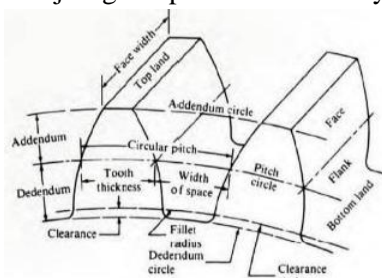 Face width
Top land
Addendum circle
Addendum
Circular pitch
Face
Dedendum
Tooth
thickness
Width
of space
Pitch
circle
Flank
Bottom land
Clearance
Fillet
radius
Dedendum
circle
Clearance